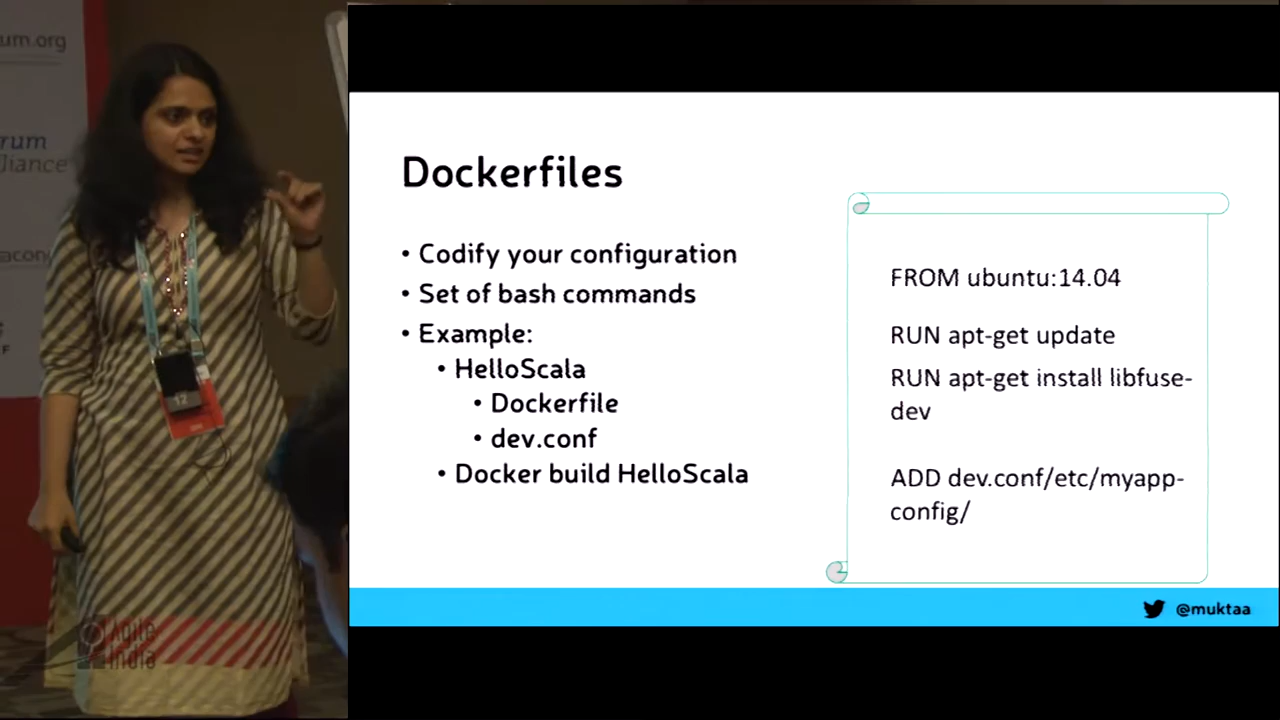 um.org
rum
liance
acon
F
12
Agile
India
Dockerfiles
• Codify your configuration
• Set of bash commands
• Example:
• HelloScala
• Dockerfile
• dev.conf
• Docker build HelloScala
FROM ubuntu:14.04
RUN apt-get update
RUN apt-get install libfuse-
dev
ADD dev.conf/etc/myapp-
config/
@muktaa